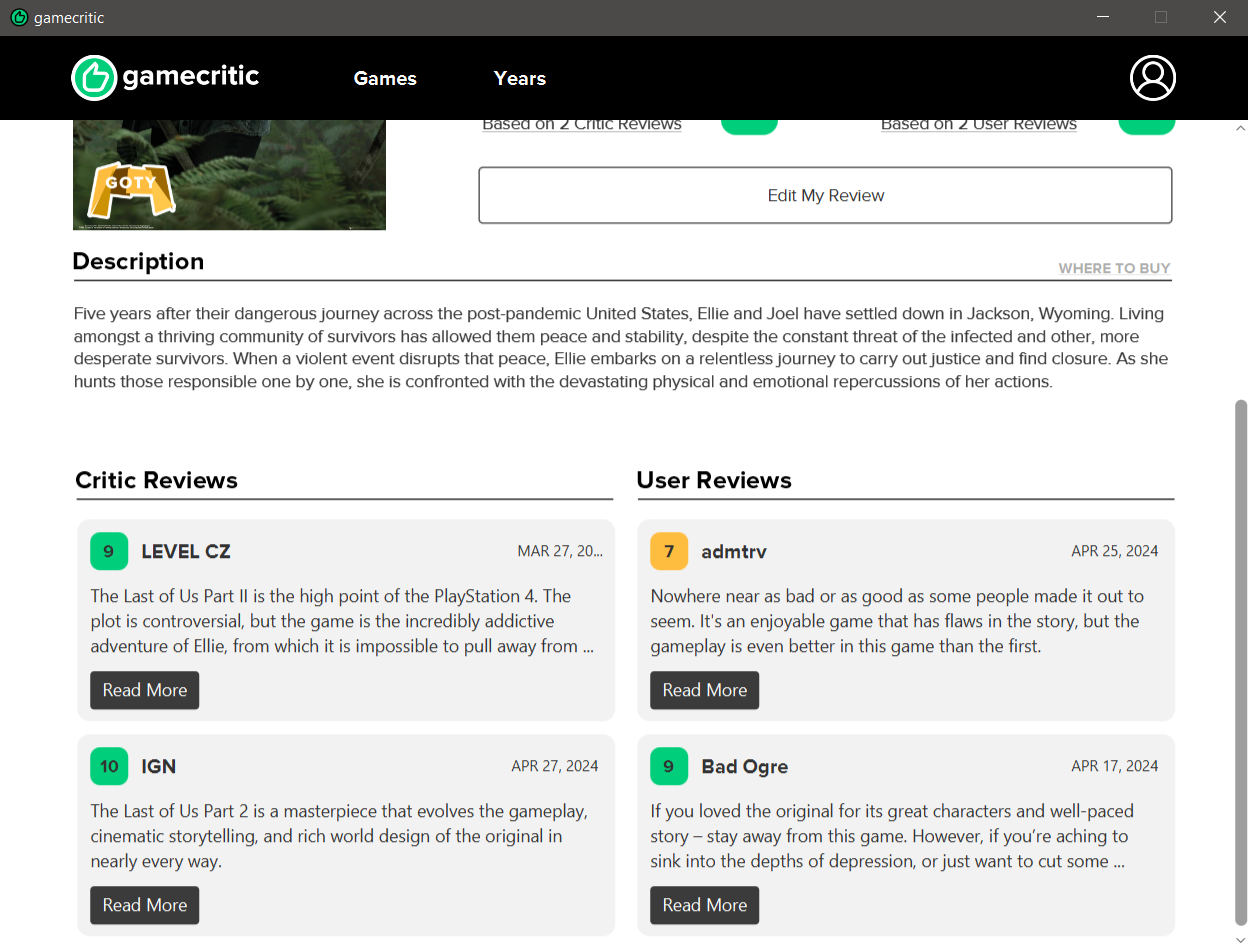 gamecritic
gamecritic
Games
Years
Based on 2 Critic Reviews
Based on 2 User Reviews
GOTY
Edit My Review
Description
WHERE TO BUY
Five years after their dangerous journey across the post-pandemic United States, Ellie and Joel have settled down in Jackson, Wyoming. Living
amongst a thriving community of survivors has allowed them peace and stability, despite the constant threat of the infected and other, more
desperate survivors. When a violent event disrupts that peace, Ellie embarks on a relentless journey to carry out justice and find closure. As she
hunts those responsible one by one, she is confronted with the devastating physical and emotional repercussions of her actions.
Critic Reviews
9 LEVEL CZ MAR 27, 20...
The Last of Us Part II is the high point of the PlayStation 4. The
plot is controversial, but the game is the incredibly addictive
adventure of Ellie, from which it is impossible to pull away from ...
Read More
10 IGN APR 27, 2024
The Last of Us Part 2 is a masterpiece that evolves the gameplay,
cinematic storytelling, and rich world design of the original in
nearly every way.
Read More
User Reviews
7 admtrv APR 25, 2024
Nowhere near as bad or as good as some people made it out to
seem. It's an enjoyable game that has flaws in the story, but the
gameplay is even better in this game than the first.
Read More
9 Bad Ogre APR 17, 2024
If you loved the original for its great characters and well-paced
story – stay away from this game. However, if you’re aching to
sink into the depths of depression, or just want to cut some ...
Read More